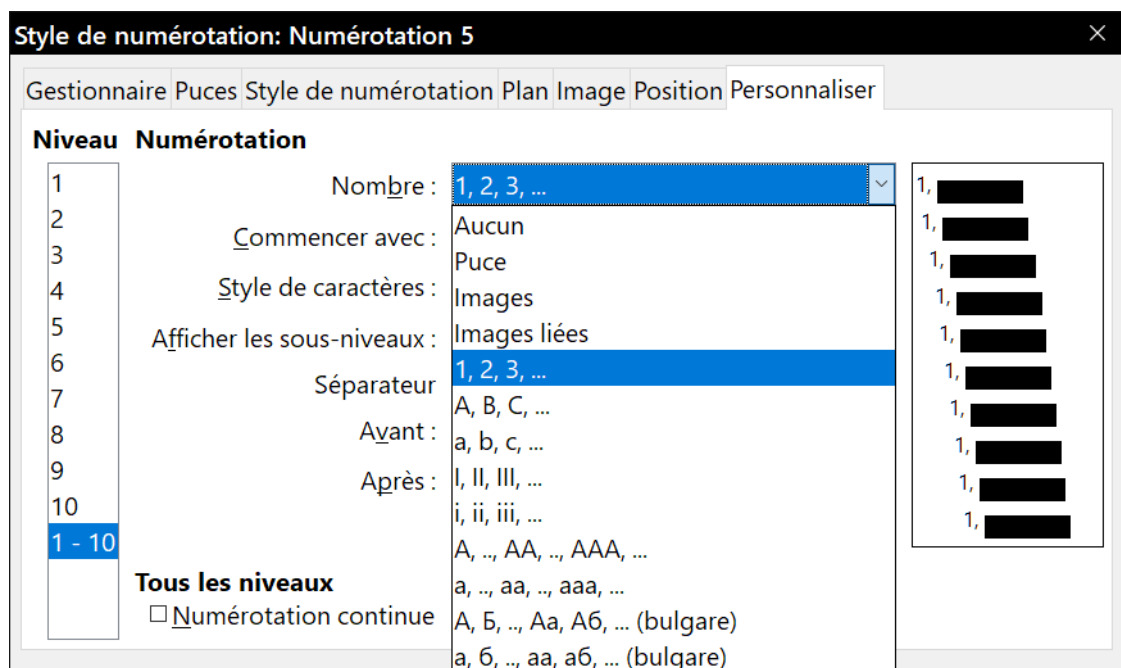 Style de numérotation: Numérotation 5
Gestionnaire Puces Style de numérotation Plan Image Position Personnaliser
Niveau Numérotation
1
2
3
4
5
6
7
8
9
10
1 - 10
Nombre :
Commencer avec :
Style de caractères :
Afficher les sous-niveaux :
Séparateur
Avant :
Après :
Tous les niveaux
Numérotation continue
1, 2, 3, ...
Aucun
Puce
Images
Images liées
1, 2, 3, ...
A, B, C, ...
a, b, c, ...
I, II, III, ...
i, ii, iii, ...
A, .., AA, .., AAA, ...
a, .., aa, .., aaa, ...
А, Б, .., Аа, Аб, ... (bulgare)
а, б, .., аа, аб, ... (bulgare)
1,
1,
1,
1,
1,
1,
1,
1,
1,
1,